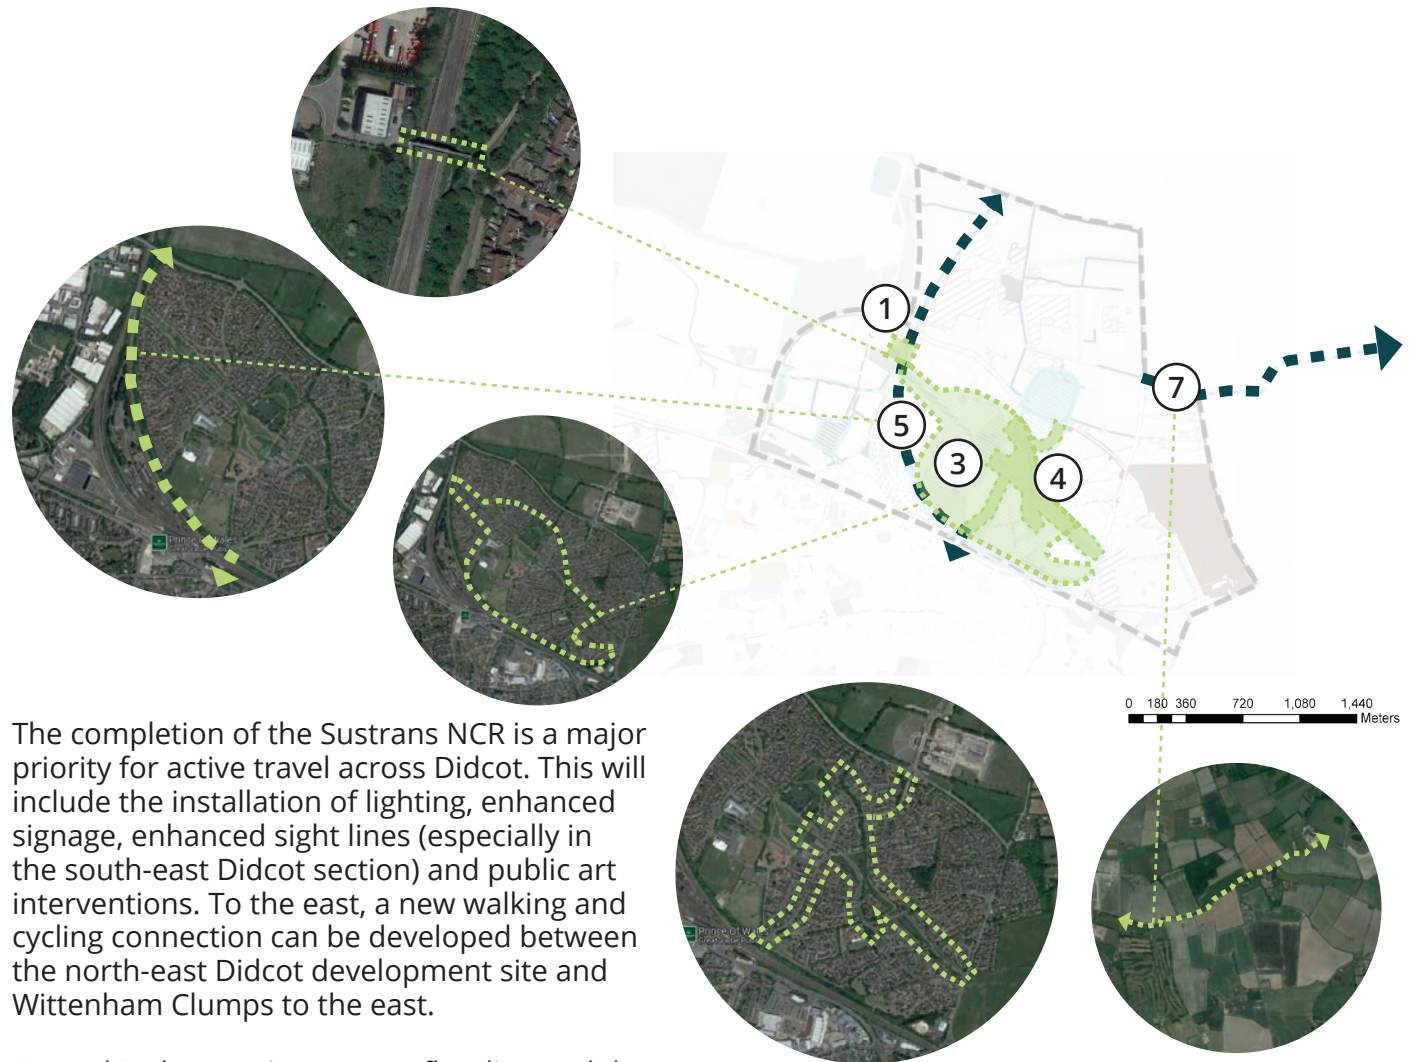 1
7
5
3
4
Prince Of Wales
0 180 360 720 1,080 1,440
Meters
The completion of the Sustrans NCR is a major
priority for active travel across Didcot. This will
include the installation of lighting, enhanced
signage, enhanced sight lines (especially in
the south-east Didcot section) and public art
interventions. To the east, a new walking and
cycling connection can be developed between
the north-east Didcot development site and
Wittenham Clumps to the east.
Prince Of Wales